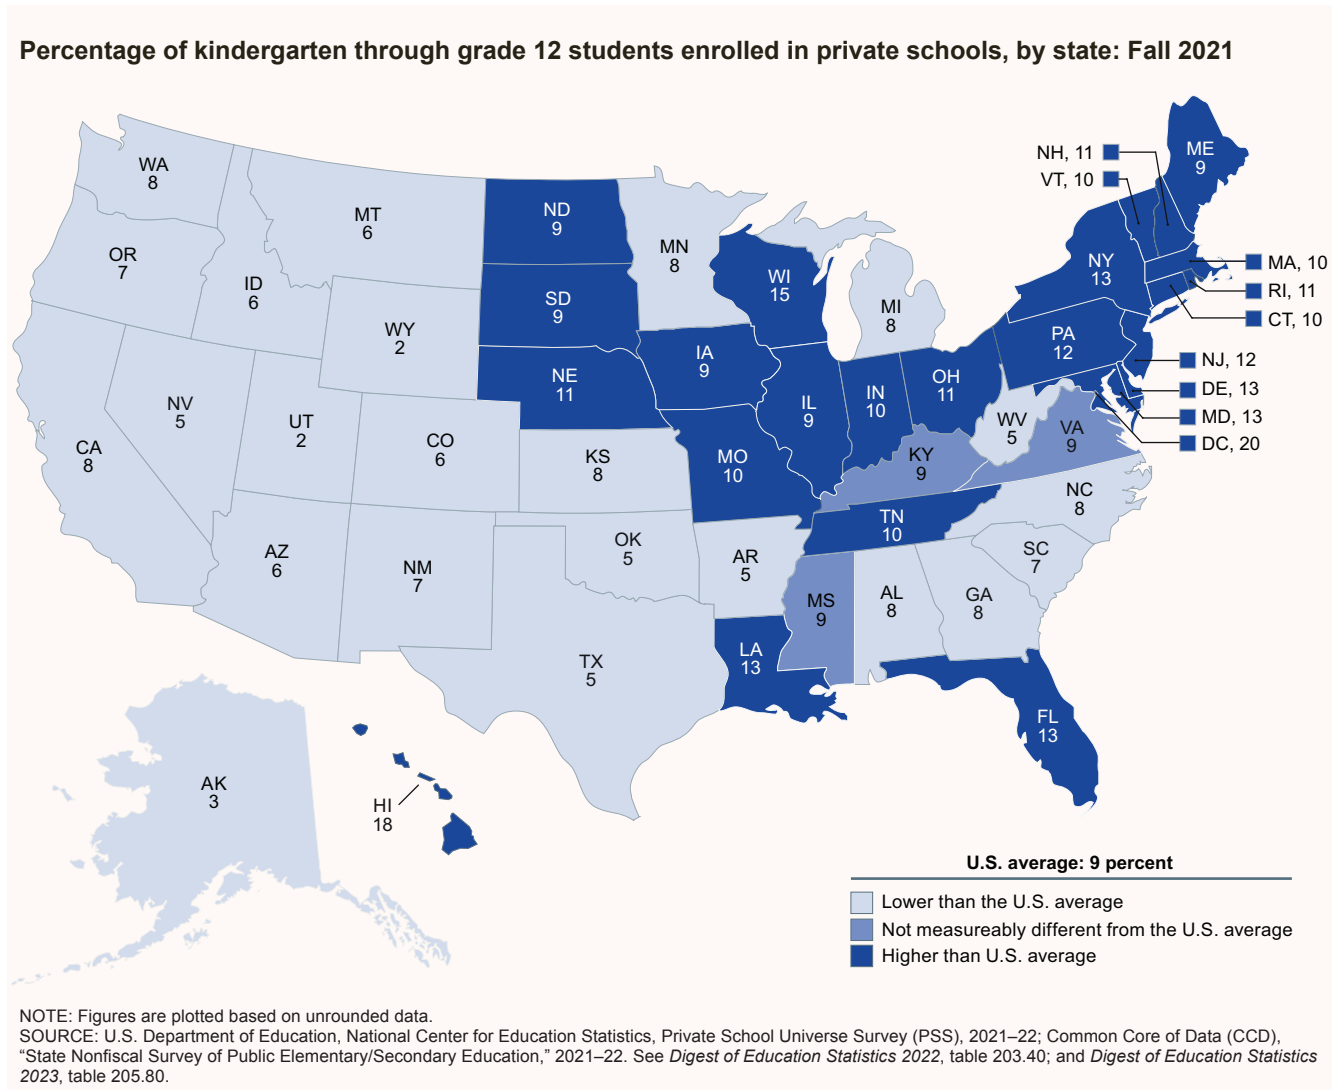 Percentage of kindergarten through grade 12 students enrolled in private schools, by state: Fall 2021
WA
8
OR
7
CA
8
NV
5
ID
6
MT
6
WY
2
UT
2
CO
6
AZ
6
NM
7
ND
9
SD
9
NE
11
KS
8
OK
5
TX
5
MN
8
IA
9
MO
10
AR
5
LA
13
WI
15
IL
9
MI
8
IN
10
OH
11
KY
9
TN
10
MS
9
AL
8
GA
8
FL
13
SC
7
NC
8
VA
9
WV
5
PA
12
NY
13
ME
9
NH, 11
VT, 10
MA, 10
RI, 11
CT, 10
NJ, 12
DE, 13
MD, 13
DC, 20
AK
3
HI
18
U.S. average: 9 percent
Lower than the U.S. average
Not measureably different from the U.S. average
Higher than U.S. average
NOTE: Figures are plotted based on unrounded data.
SOURCE: U.S. Department of Education, National Center for Education Statistics, Private School Universe Survey (PSS), 2021–22; Common Core of Data (CCD),
“State Nonfiscal Survey of Public Elementary/Secondary Education,” 2021–22. See Digest of Education Statistics 2022, table 203.40; and Digest of Education Statistics
2023, table 205.80.